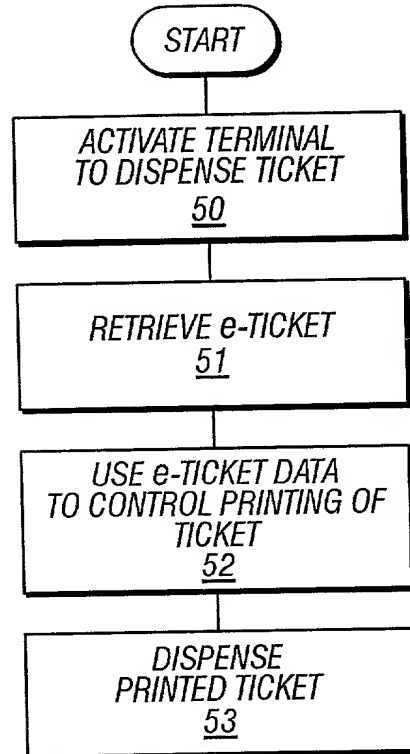 START
ACTIVATE TERMINAL
TO DISPENSE TICKET
50
RETRIEVE e-TICKET
51
USE e-TICKET DATA
TO CONTROL PRINTING OF
TICKET
52
DISPENSE
PRINTED TICKET
53